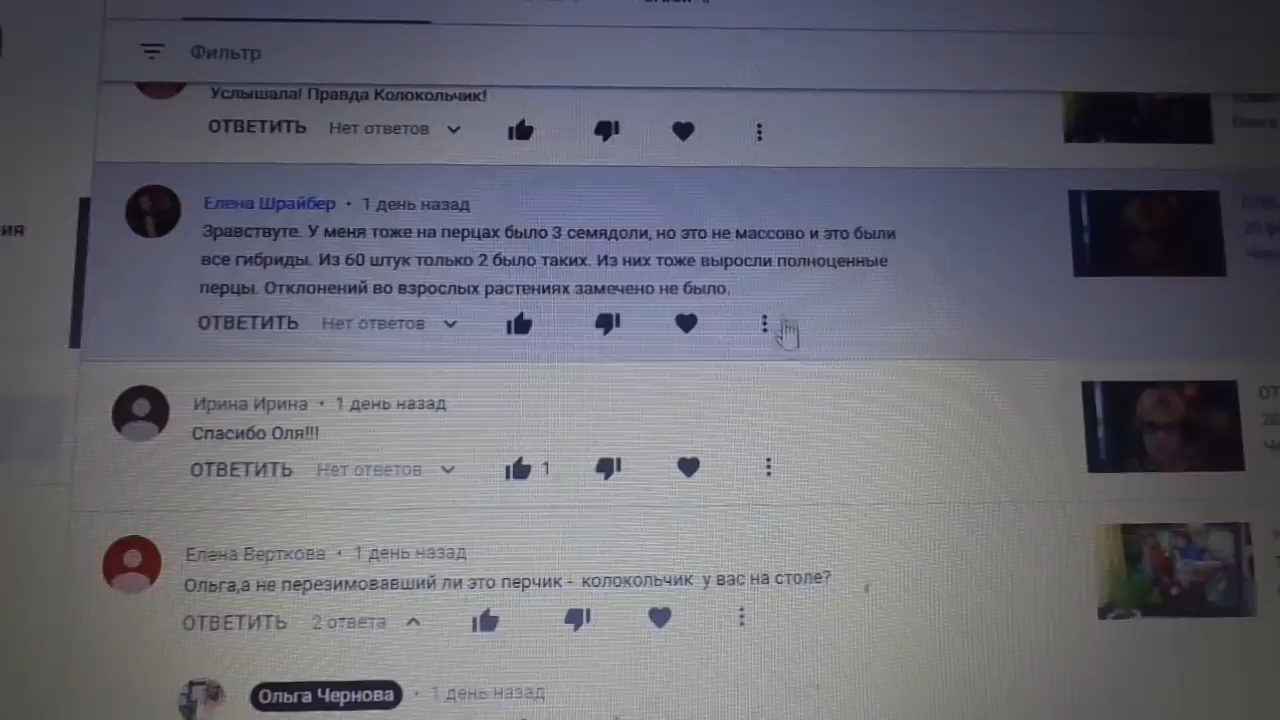 Фильтр
Услышала! Правда Колокольчик!
ОТВЕТИТЬ Нет ответов
Елена Шрайбер • 1 день назад
Зравствуте. У меня тоже на перцах было 3 семядоли, но это не массово и это были
все гибриды. Из 60 штук только 2 было таких. Из них тоже выросли полноценные
перцы. Отклонений во взрослых растениях замечено не было.
ОТВЕТИТЬ Нет ответов
Ирина Ирина • 1 день назад
Спасибо Оля!!!
ОТВЕТИТЬ Нет ответов 1
Елена Верткова • 1 день назад
Ольга,а не перезимовавший ли это перчик - колокольчик у вас на столе?
ОТВЕТИТЬ 2 ответа
Ольга Чернова • 1 день назад